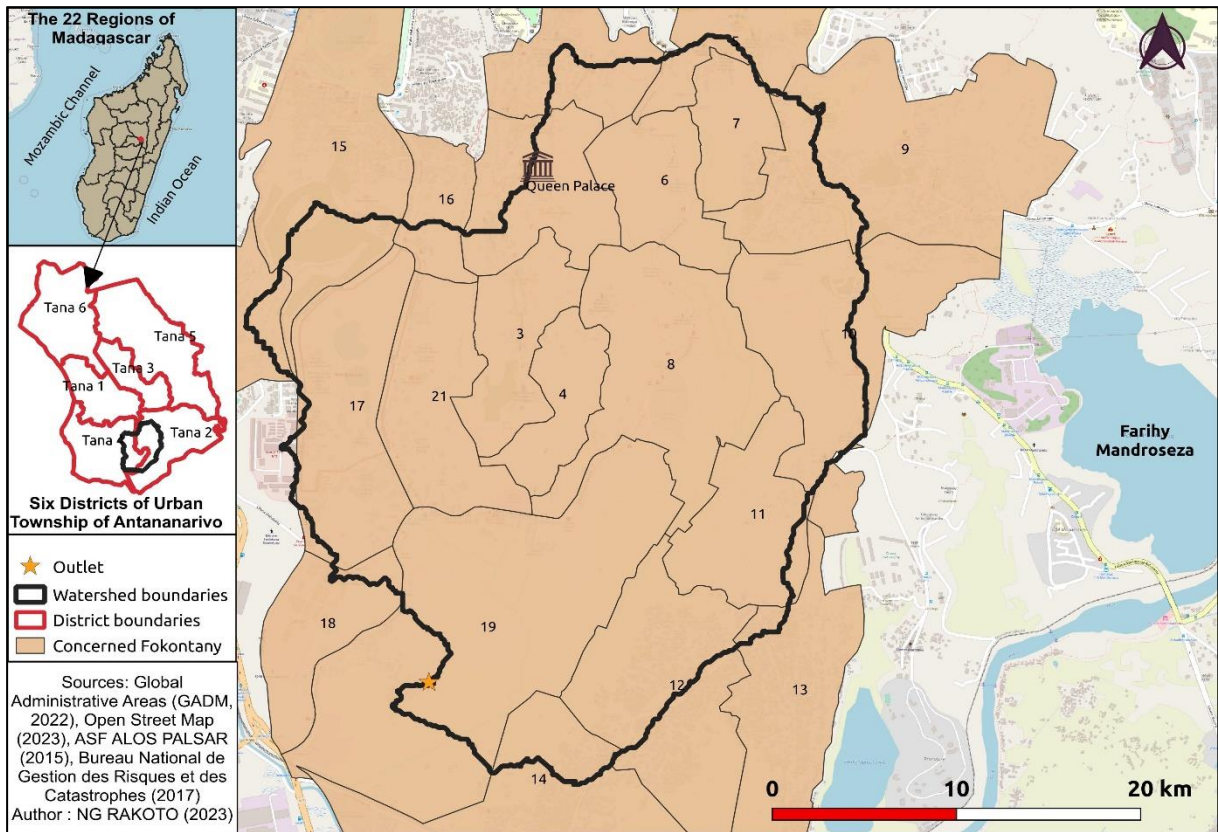 The 22 Regions of
Madagascar
Mozambic Channel
Indian Ocean
Tana 6
Tana 5
Tana 3
Tana 1
Tana
Tana 2
Six Districts of Urban
Township of Antananarivo
Outlet
Watershed boundaries
District boundaries
Concerned Fokontany
Sources: Global
Administrative Areas (GADM,
2022), Open Street Map
(2023), ASF ALOS PALSAR
(2015), Bureau National de
Gestion des Risques et des
Catastrophes (2017)
Author : NG RAKOTO (2023)
5
7
9
15
16
Queen Palace
6
3
10
8
17
21
4
11
Farihy
Mandroseza
18
19
12
13
14
0 10 20 km